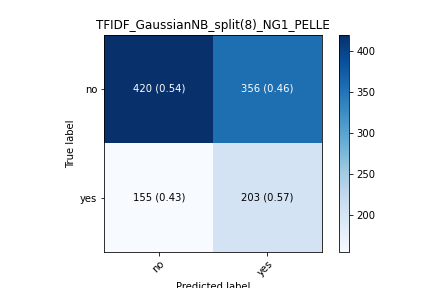 TFIDF_GaussianNB_split(8)_NG1_PELLE
no
420 (0.54)
356 (0.46)
400
350
300
250
200
True label
yes
155 (0.43)
203 (0.57)
no
yes
Predicted label